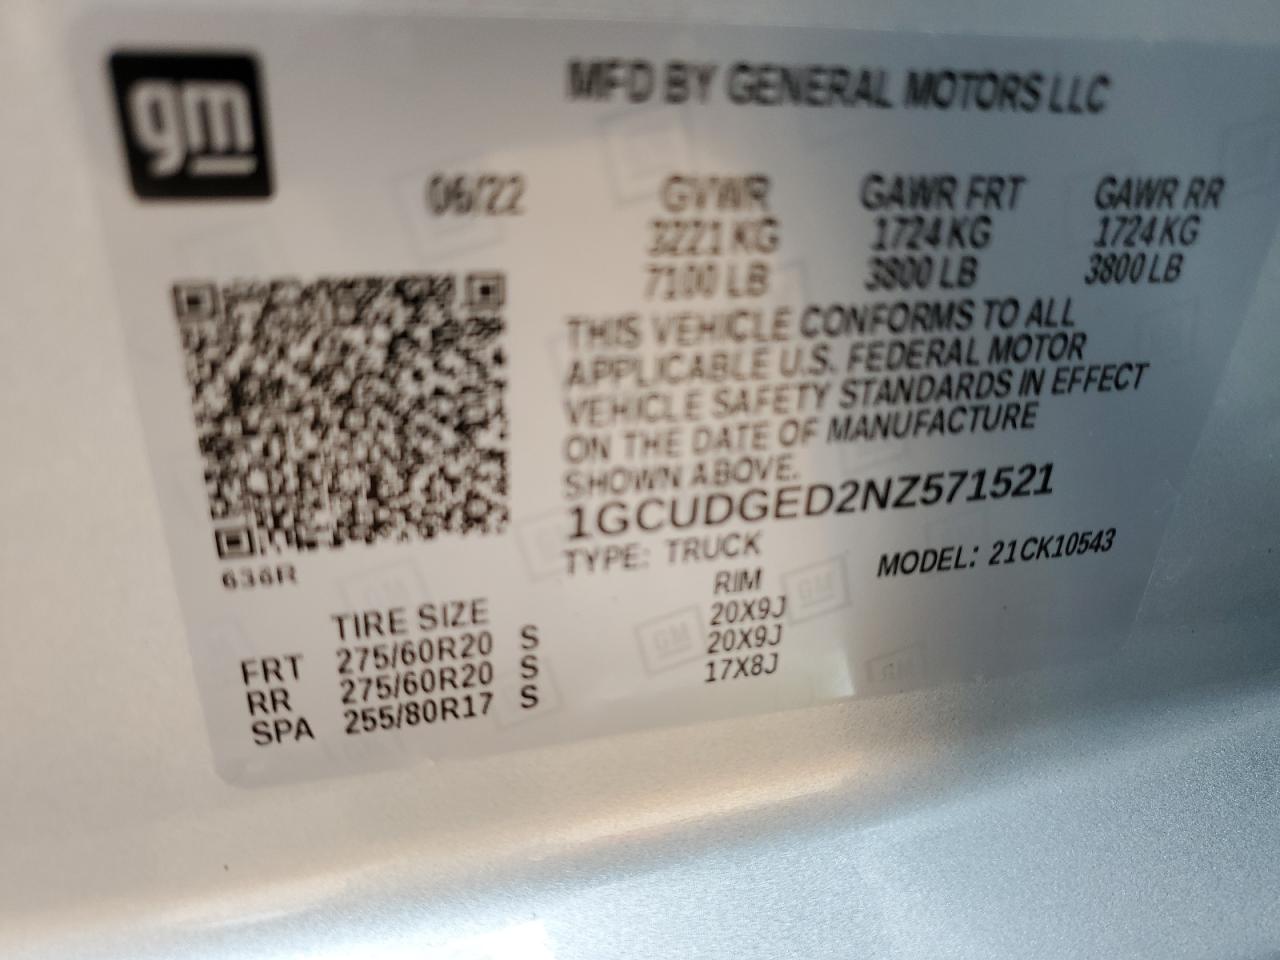 gm
MFD BY GENERAL MOTORS LLC
06/22 GVWR GAWR FRT GAWR RR
3221 KG 1724 KG 1724 KG
7100 LB 3800 LB 3800 LB
THIS VEHICLE CONFORMS TO ALL
APPLICABLE U.S. FEDERAL MOTOR
VEHICLE SAFETY STANDARDS IN EFFECT
ON THE DATE OF MANUFACTURE
SHOWN ABOVE.
1GCUDGED2NZ571521
TYPE: TRUCK MODEL: 21CK10543
636R
TIRE SIZE RIM
FRT 275/60R20 S 20X9J
RR 275/60R20 S 20X9J
SPA 255/80R17 S 17X8J
GM
GM
GM